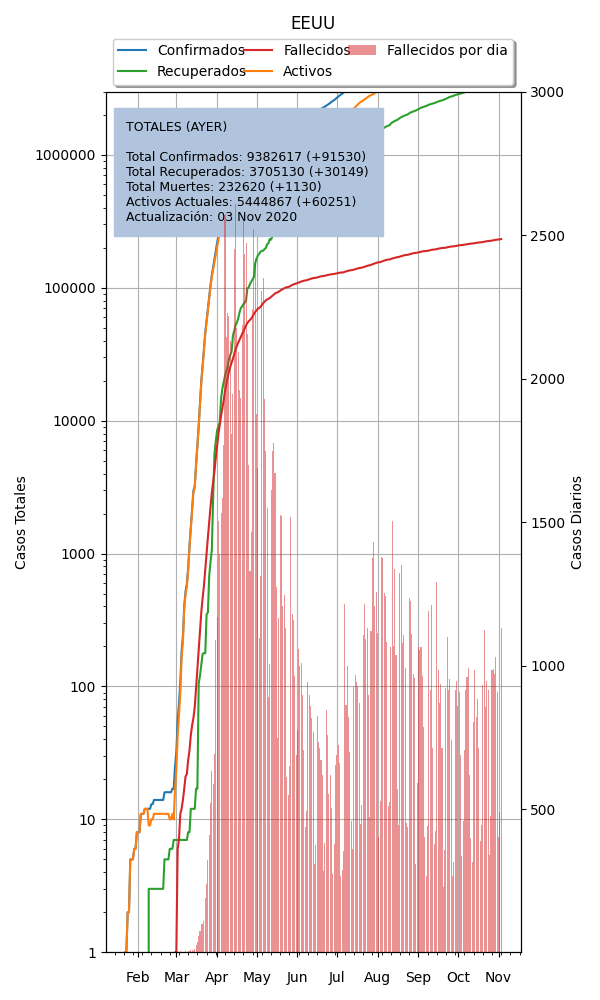 EEUU
Confirmados Fallecidos Fallecidos por dia
Recuperados Activos
TOTALES (AYER)
Total Confirmados: 9382617 (+91530)
Total Recuperados: 3705130 (+30149)
Total Muertes: 232620 (+1130)
Activos Actuales: 5444867 (+60251)
Actualización: 03 Nov 2020
Casos Totales
1000000
100000
10000
1000
100
10
1
3000
2500
2000
1500
1000
500
Casos Diarios
Feb Mar Apr May Jun Jul Aug Sep Oct Nov